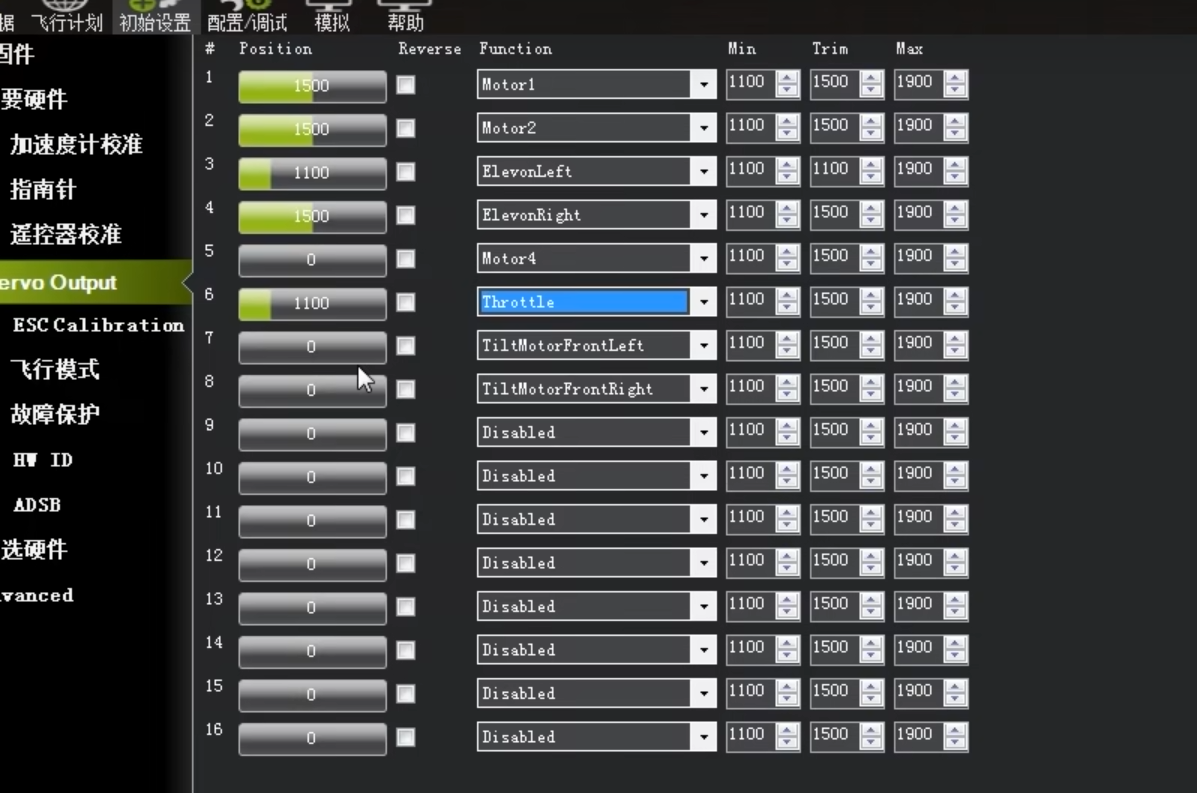 据 飞行计划 初始设置 配置/调试 模拟 帮助
固件
要硬件
加速度计校准
指南针
遥控器校准
ervo Output
ESC Calibration
飞行模式
故障保护
HW ID
ADSB
选硬件
vanced
# Position Reverse Function Min Trim Max
1 1500 Motor1 1100 1500 1900
2 1500 Motor2 1100 1500 1900
3 1100 ElevonLeft 1100 1100 1900
4 1500 ElevonRight 1100 1500 1900
5 0 Motor4 1100 1500 1900
6 1100 Throttle 1100 1500 1900
7 0 TiltMotorFrontLeft 1100 1500 1900
8 0 TiltMotorFrontRight 1100 1500 1900
9 0 Disabled 1100 1500 1900
10 0 Disabled 1100 1500 1900
11 0 Disabled 1100 1500 1900
12 0 Disabled 1100 1500 1900
13 0 Disabled 1100 1500 1900
14 0 Disabled 1100 1500 1900
15 0 Disabled 1100 1500 1900
16 0 Disabled 1100 1500 1900